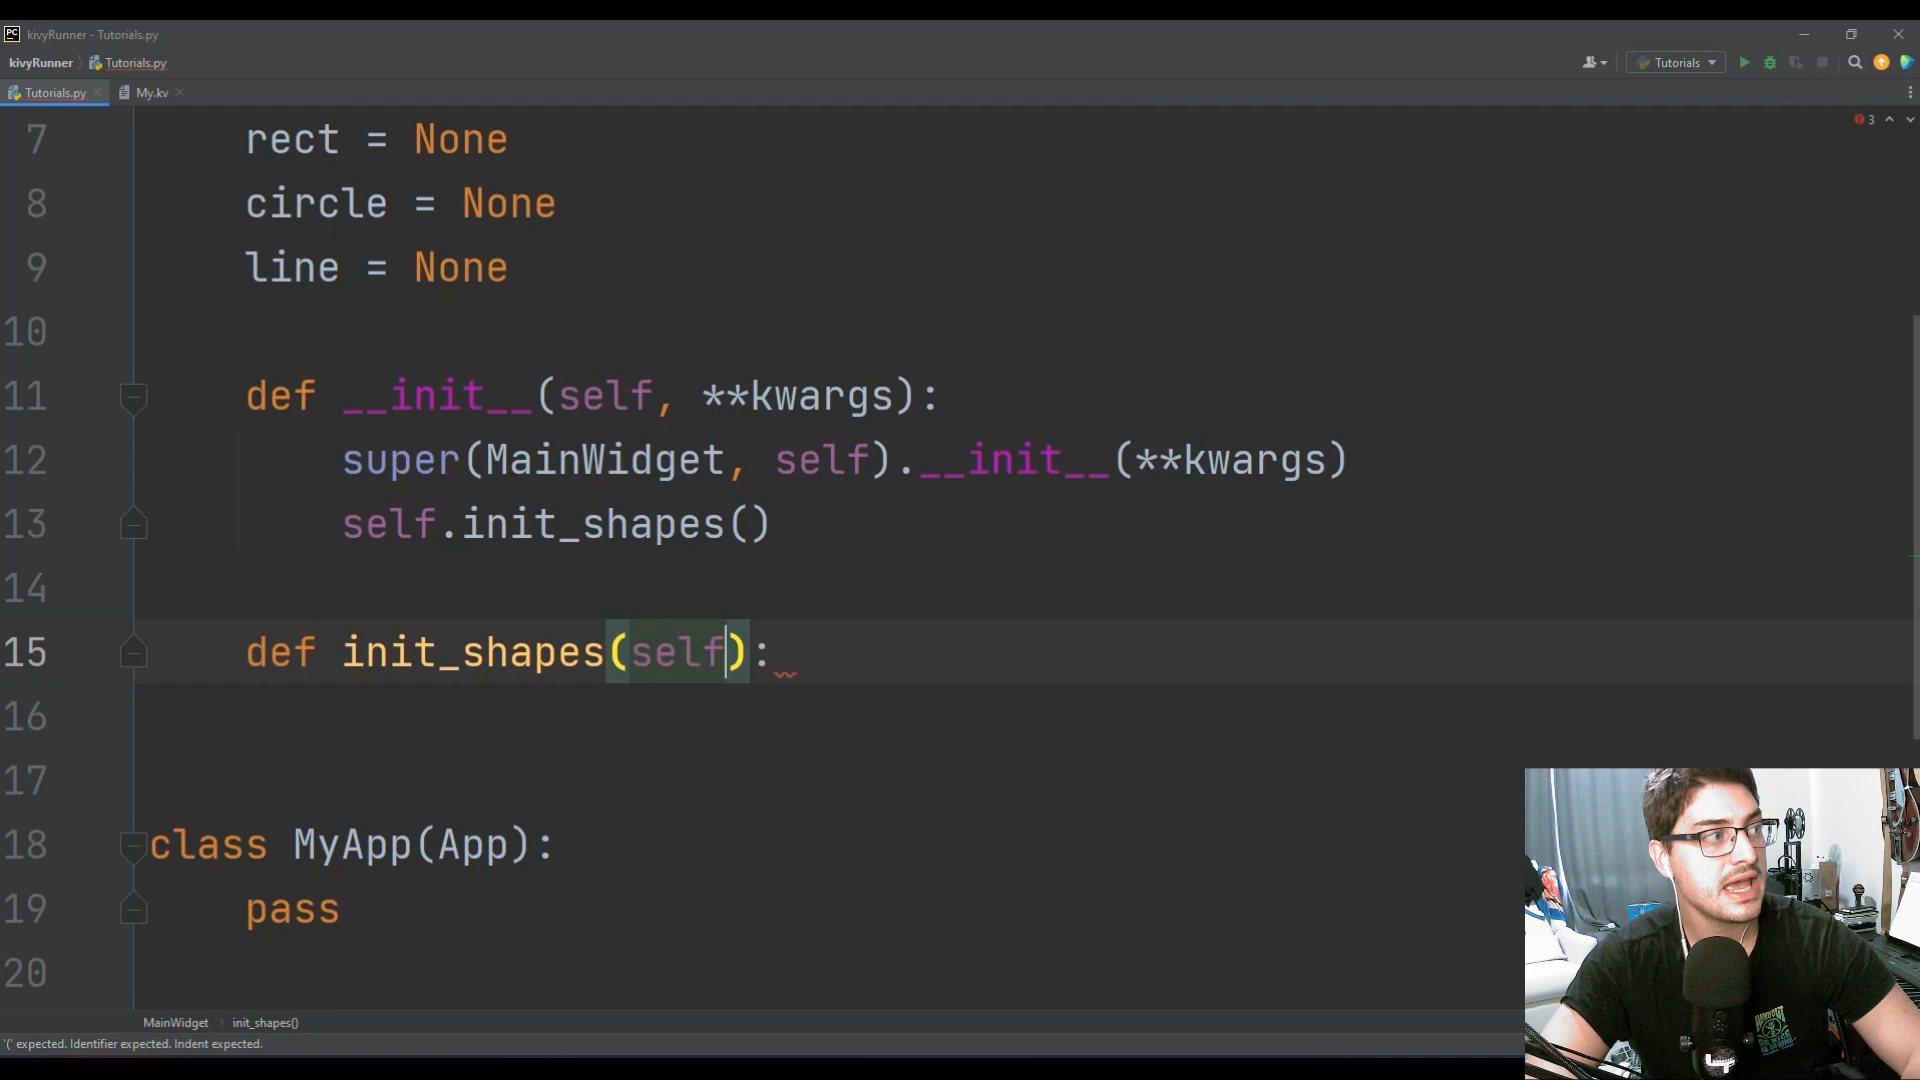 PC kivyRunner - Tutorials.py
kivyRunner Tutorials.py Tutorials
Tutorials.py My.kv
3
7 rect = None
8 circle = None
9 line = None
10
11 def __init__(self, **kwargs):
12 super(MainWidget, self).__init__(**kwargs)
13 self.init_shapes()
14
15 def init_shapes(self):
16
17
18 class MyApp(App):
19 pass
20
MainWidget init_shapes()
'(' expected. Identifier expected. Indent expected.